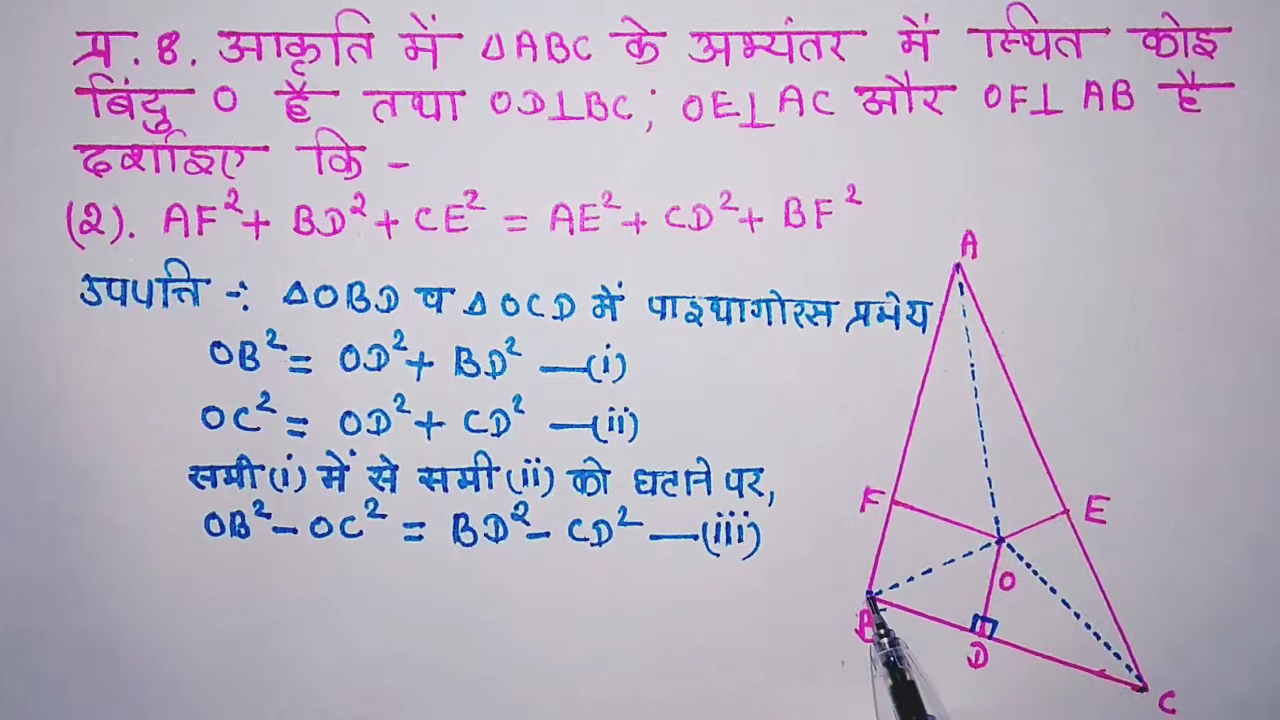 प्र. 8. आकृति में △ABC के अभ्यंतर में स्थित कोइ
बिंदु O है तथा OD⊥BC; OE⊥AC और OF⊥AB है
दर्शाइए कि -
(2). AF² + BD² + CE² = AE² + CD² + BF²
उपपत्ति -: △OBD व △OCD में पाइथागोरस प्रमेय
OB² = OD² + BD² —(i)
OC² = OD² + CD² —(ii)
समी (i) में से समी (ii) को घटाने पर,
OB² - OC² = BD² - CD² —(iii)
A
F
E
O
B
D
C